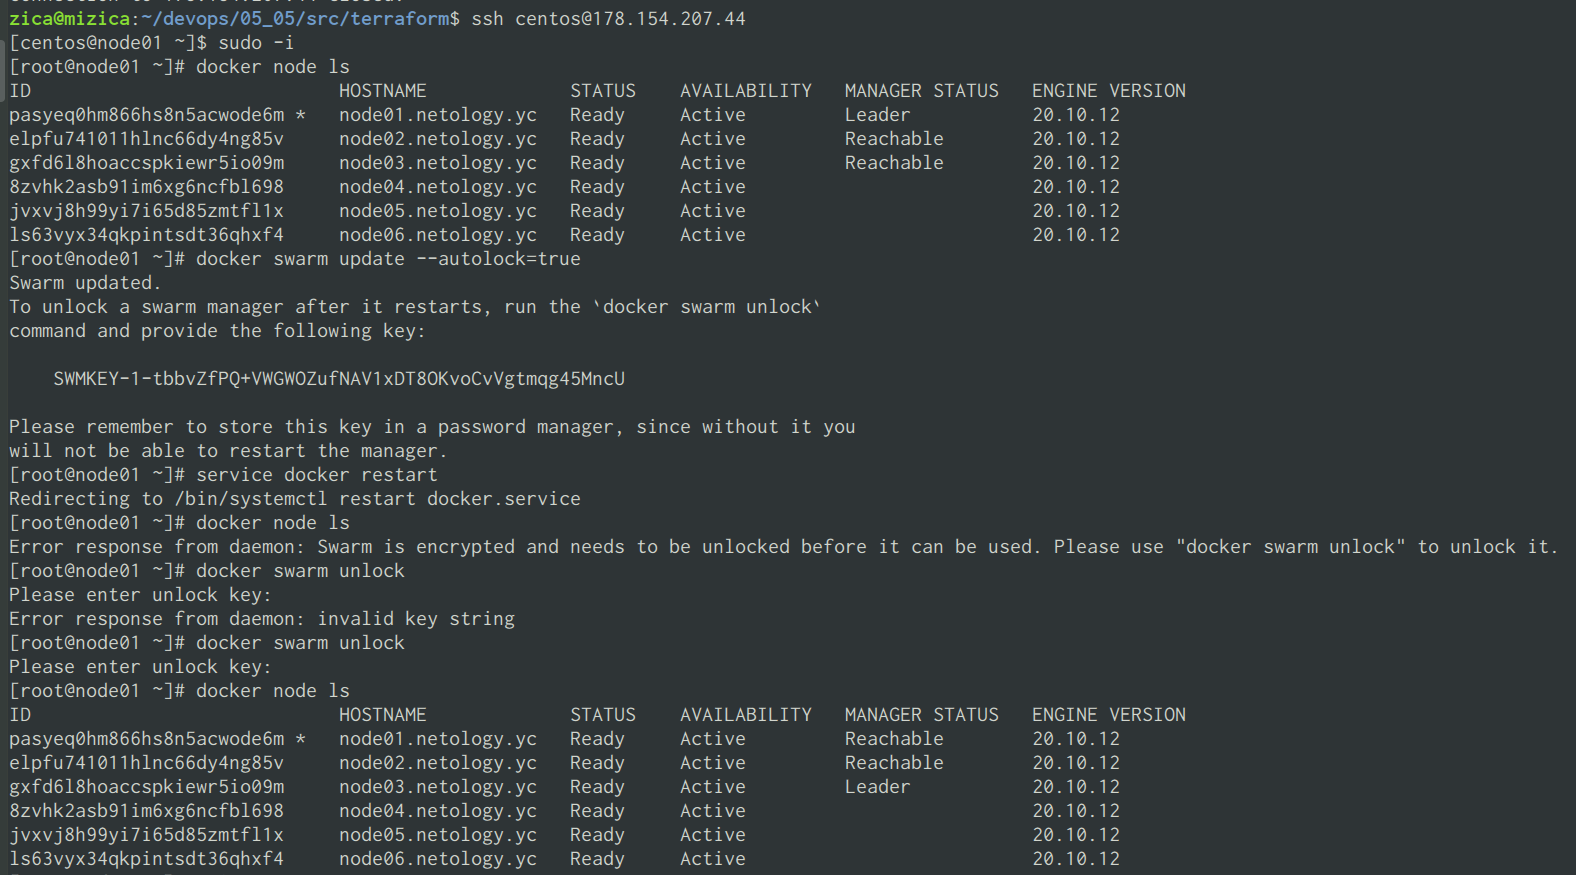 zica@mizica:~/devops/05_05/src/terraform$ ssh centos@178.154.207.44
[centos@node01 ~]$ sudo -i
[root@node01 ~]# docker node ls
ID HOSTNAME STATUS AVAILABILITY MANAGER STATUS ENGINE VERSION
pasyeq0hm866hs8n5acwode6m * node01.netology.yc Ready Active Leader 20.10.12
elpfu741011hlnc66dy4ng85v node02.netology.yc Ready Active Reachable 20.10.12
gxfd6l8hoaccspkiewr5io09m node03.netology.yc Ready Active Reachable 20.10.12
8zvhk2asb91im6xg6ncfbl698 node04.netology.yc Ready Active 20.10.12
jvxvj8h99yi7i65d85zmtfl1x node05.netology.yc Ready Active 20.10.12
ls63vyx34qkpintsdt36qhxf4 node06.netology.yc Ready Active 20.10.12
[root@node01 ~]# docker swarm update --autolock=true
Swarm updated.
To unlock a swarm manager after it restarts, run the `docker swarm unlock`
command and provide the following key:
SWMKEY-1-tbbvZfPQ+VWGWOZufNAV1xDT8OKvoCvVgtmqg45MncU
Please remember to store this key in a password manager, since without it you
will not be able to restart the manager.
[root@node01 ~]# service docker restart
Redirecting to /bin/systemctl restart docker.service
[root@node01 ~]# docker node ls
Error response from daemon: Swarm is encrypted and needs to be unlocked before it can be used. Please use "docker swarm unlock" to unlock it.
[root@node01 ~]# docker swarm unlock
Please enter unlock key:
Error response from daemon: invalid key string
[root@node01 ~]# docker swarm unlock
Please enter unlock key:
[root@node01 ~]# docker node ls
ID HOSTNAME STATUS AVAILABILITY MANAGER STATUS ENGINE VERSION
pasyeq0hm866hs8n5acwode6m * node01.netology.yc Ready Active Reachable 20.10.12
elpfu741011hlnc66dy4ng85v node02.netology.yc Ready Active Reachable 20.10.12
gxfd6l8hoaccspkiewr5io09m node03.netology.yc Ready Active Leader 20.10.12
8zvhk2asb91im6xg6ncfbl698 node04.netology.yc Ready Active 20.10.12
jvxvj8h99yi7i65d85zmtfl1x node05.netology.yc Ready Active 20.10.12
ls63vyx34qkpintsdt36qhxf4 node06.netology.yc Ready Active 20.10.12